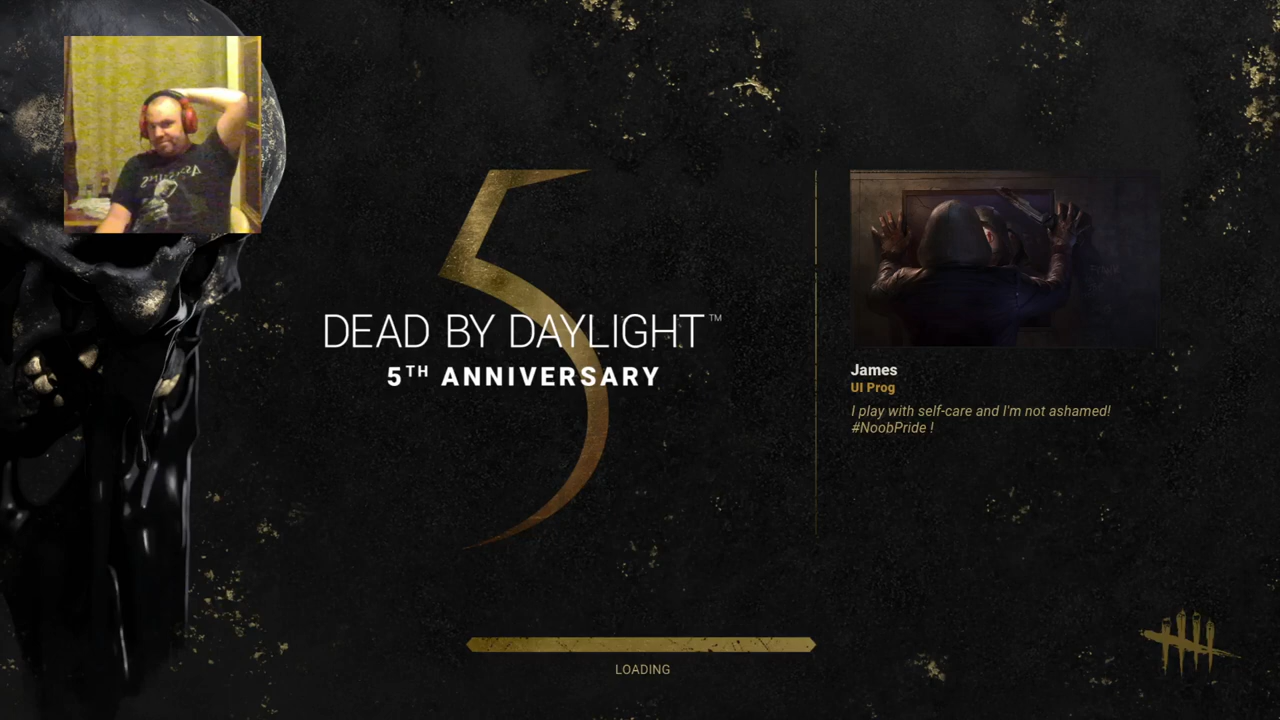 DEAD BY DAYLIGHT™
5TH ANNIVERSARY
James
UI Prog
I play with self-care and I'm not ashamed!
#NoobPride !
LOADING